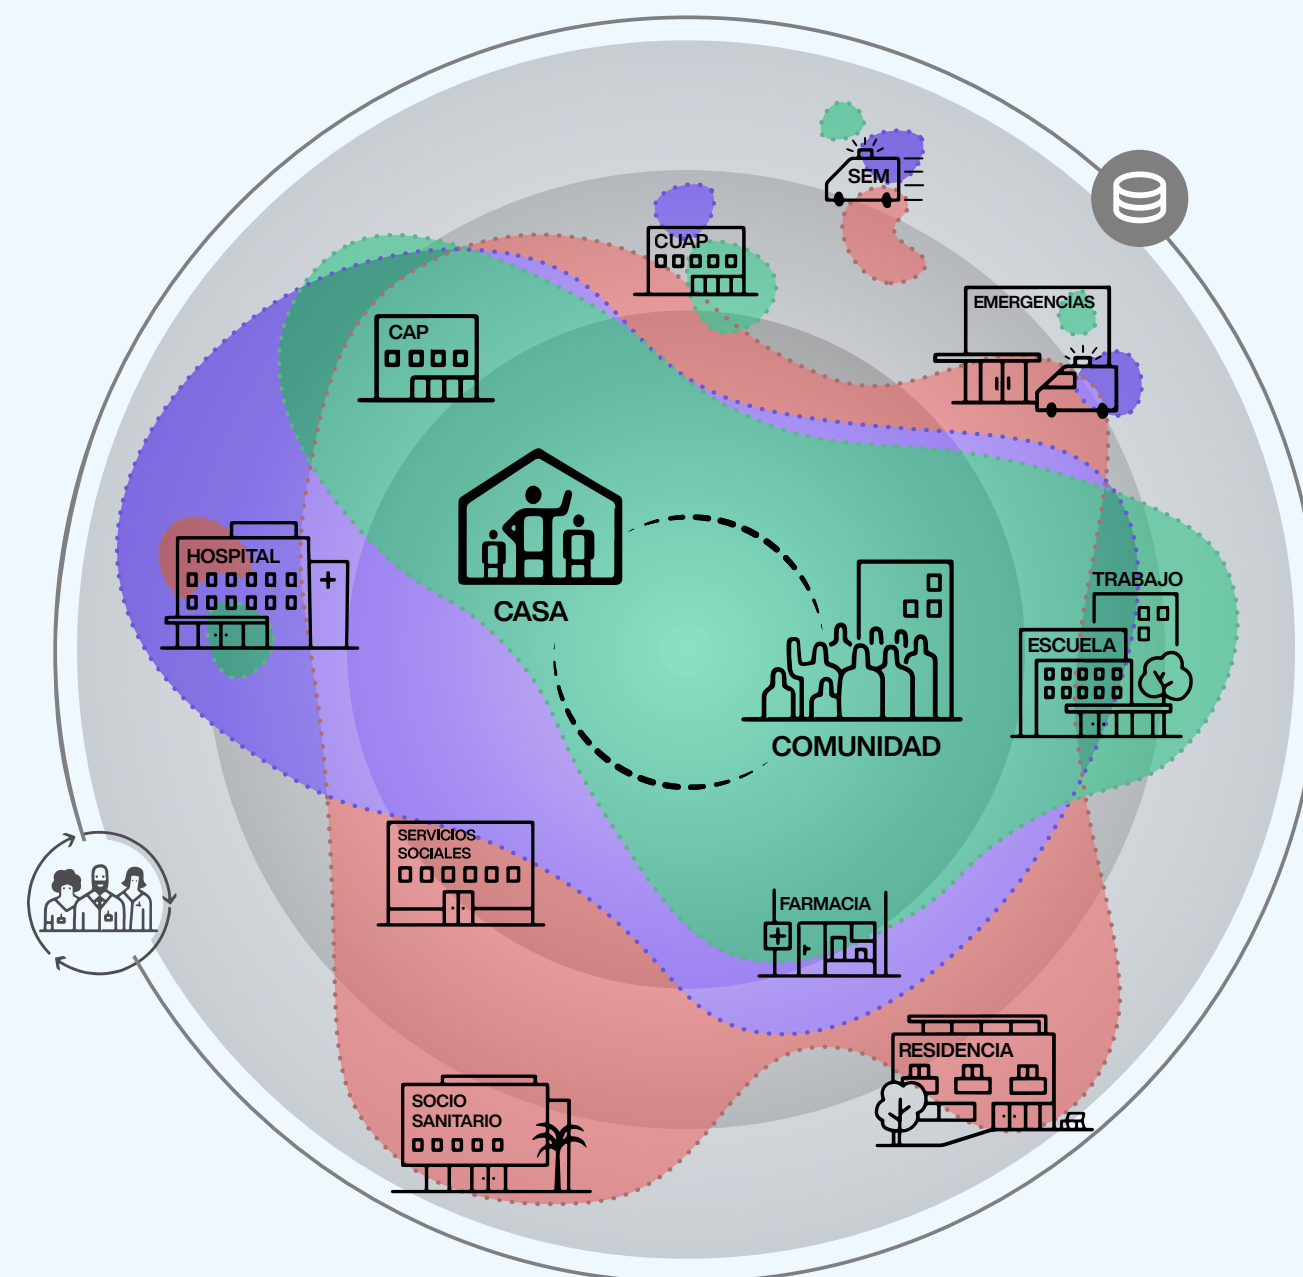 SEM
CUAP
EMERGENCIAS
CAP
HOSPITAL
CASA
TRABAJO
ESCUELA
COMUNIDAD
SERVICIOS
SOCIALES
FARMACIA
RESIDENCIA
SOCIO
SANITARIO